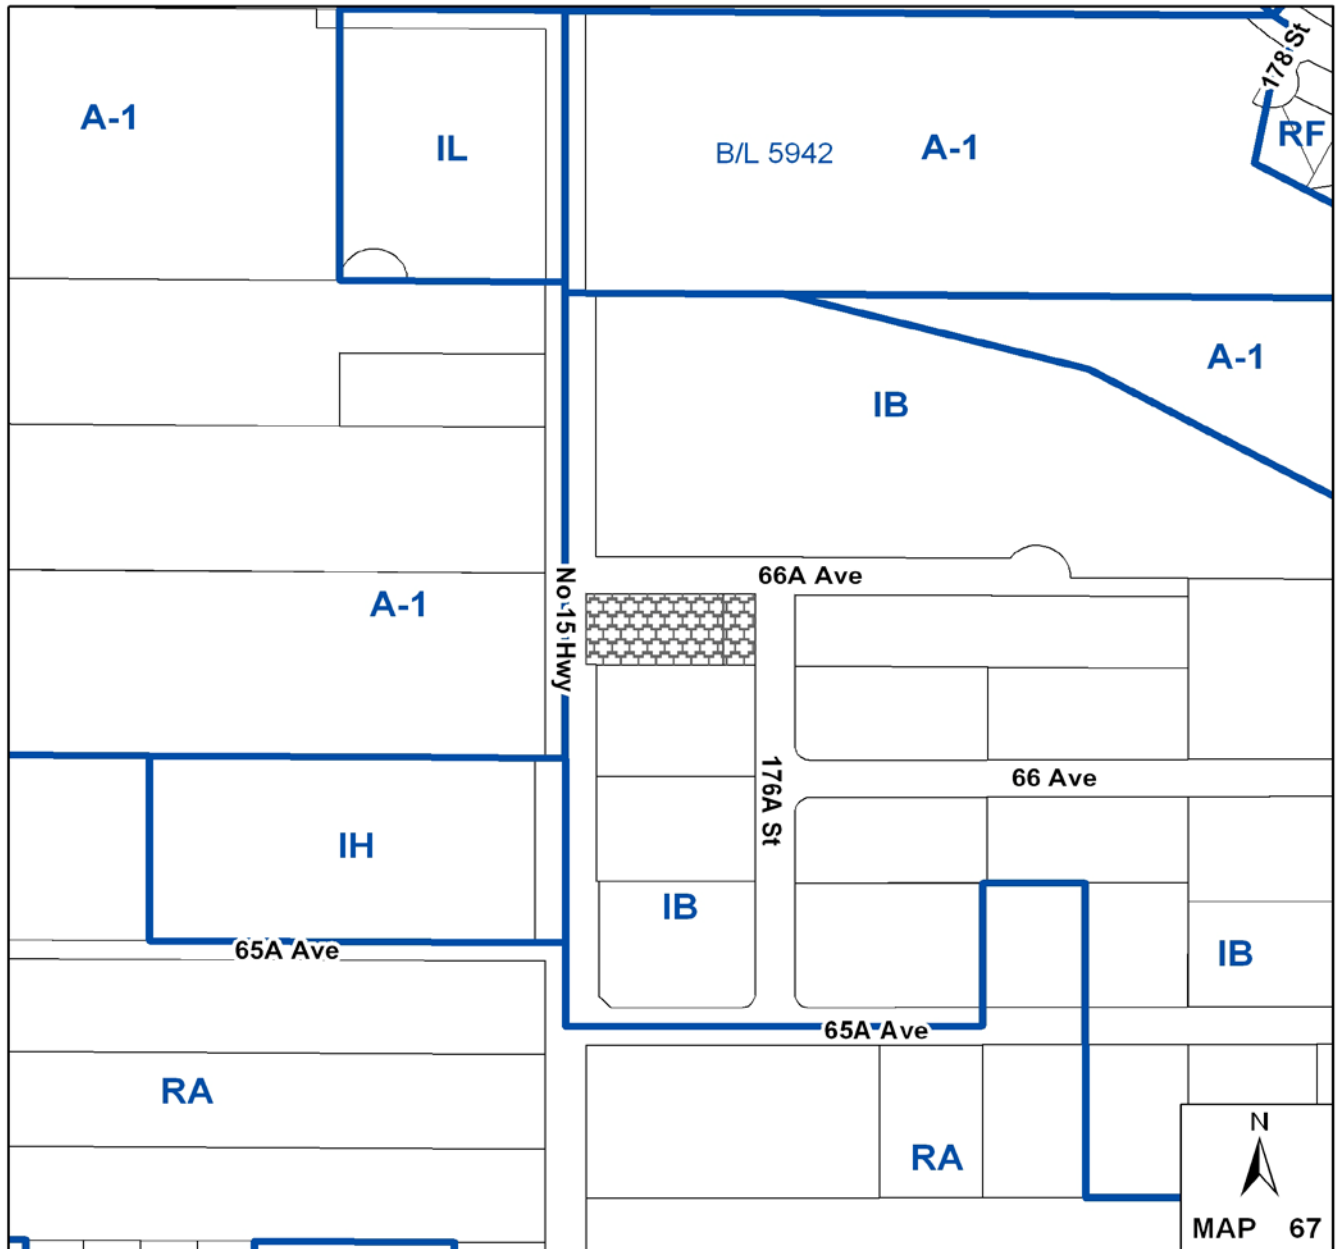 178 St
A-1
IL
B/L 5942
A-1
RF
A-1
IB
66A Ave
A-1
No 15 Hwy
176A St
66 Ave
IH
IB
65A Ave
IB
65A Ave
RA
RA
N
MAP 67